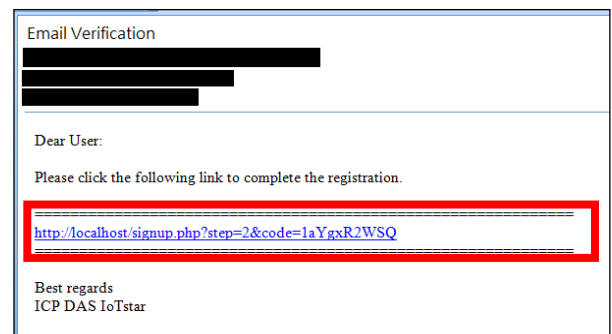 Email Verification
Dear User:
Please click the following link to complete the registration.
==============================================================
http://localhost/signup.php?step=2&code=1aYgxR2WSQ
==============================================================
Best regards
ICP DAS IoTstar